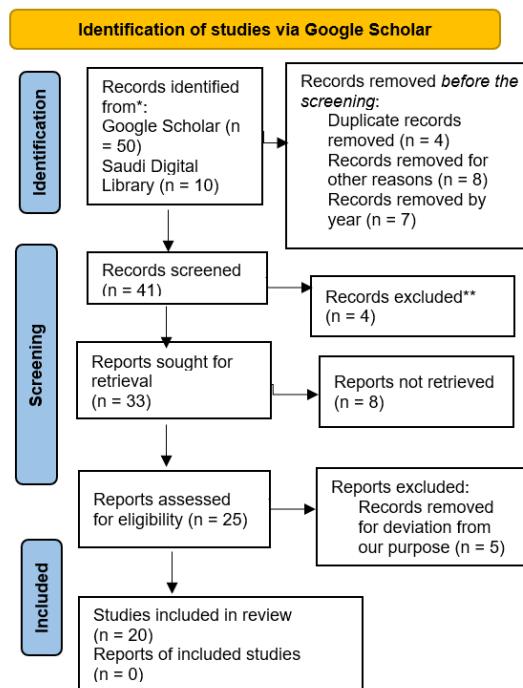 Identification of studies via Google Scholar
Identification
Records identified
from*:
Google Scholar (n
= 50)
Saudi Digital
Library (n = 10)
Records removed before the
screening:
Duplicate records
removed (n = 4)
Records removed for
other reasons (n = 8)
Records removed by
year (n = 7)
Screening
Records screened
(n = 41)
Records excluded**
(n = 4)
Reports sought for
retrieval
(n = 33)
Reports not retrieved
(n = 8)
Reports assessed
for eligibility (n = 25)
Reports excluded:
Records removed
for deviation from
our purpose (n = 5)
Included
Studies included in review
(n = 20)
Reports of included studies
(n = 0)